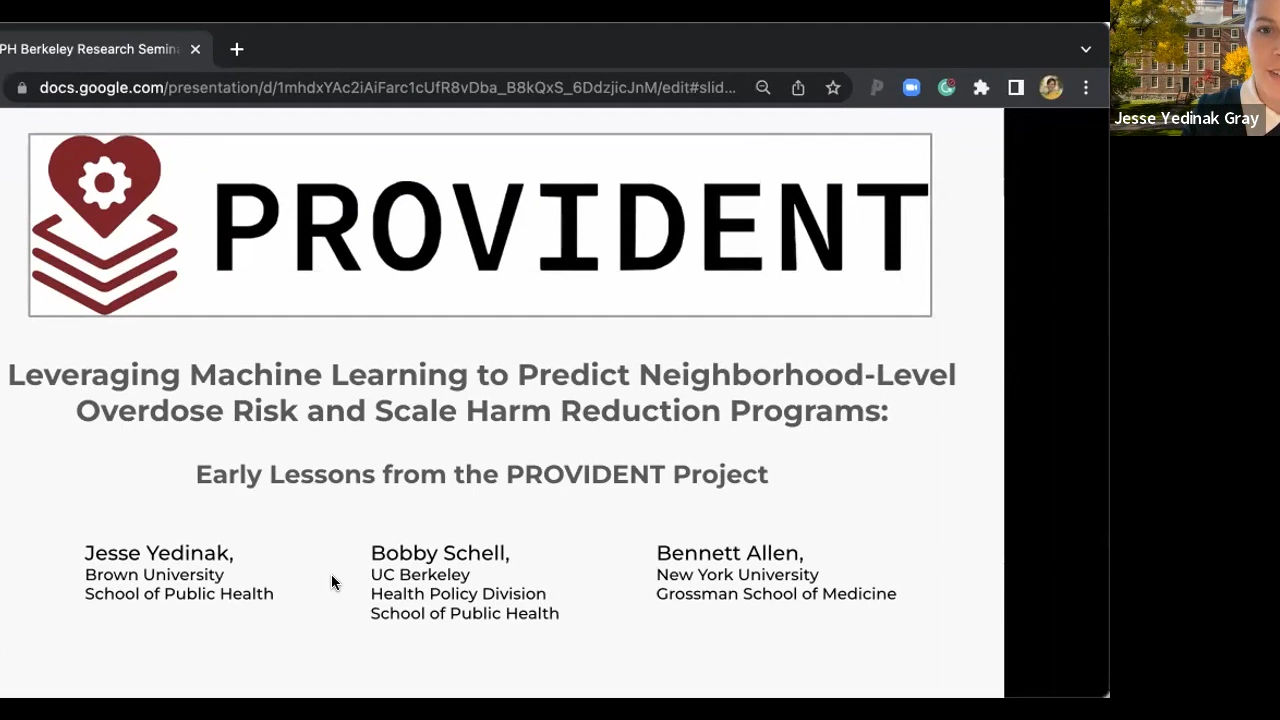 PH Berkeley Research Semin
docs.google.com/presentation/d/1mhdxYAc2iAiFarc1cUfR8vDba_B8kQxS_6DdzjicJnM/edit#slid...
Jesse Yedinak Gray
PROVIDENT
Leveraging Machine Learning to Predict Neighborhood-Level
Overdose Risk and Scale Harm Reduction Programs:
Early Lessons from the PROVIDENT Project
Jesse Yedinak,
Brown University
School of Public Health
Bobby Schell,
UC Berkeley
Health Policy Division
School of Public Health
Bennett Allen,
New York University
Grossman School of Medicine